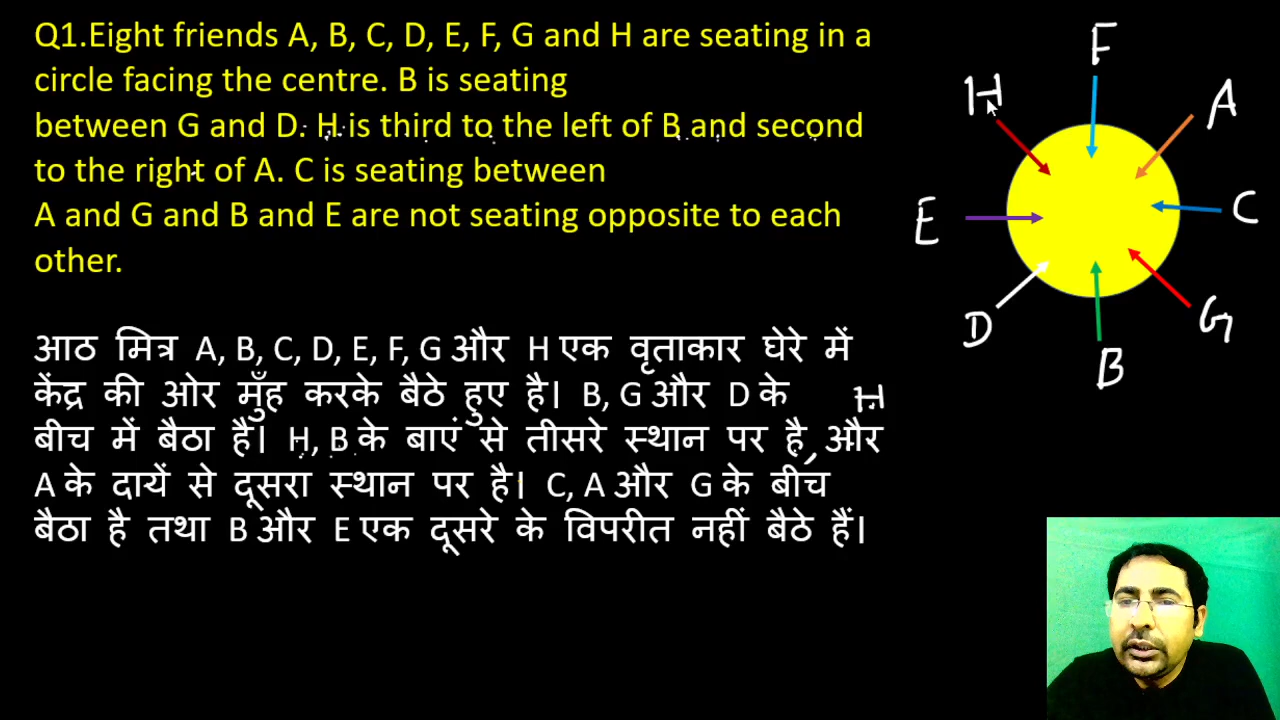 Q1.Eight friends A, B, C, D, E, F, G and H are seating in a
circle facing the centre. B is seating
between G and D. H is third to the left of B and second
to the right of A. C is seating between
A and G and B and E are not seating opposite to each
other.
आठ मित्र A, B, C, D, E, F, G और H एक वृताकार घेरे में
केंद्र की ओर मुँह करके बैठे हुए है। B, G और D के
H
बीच में बैठा है। H, B के बाएं से तीसरे स्थान पर है, और
A के दायें से दूसरा स्थान पर है। C, A और G के बीच
बैठा है तथा B और E एक दूसरे के विपरीत नहीं बैठे हैं।
F
H
A
E
C
D
G
B